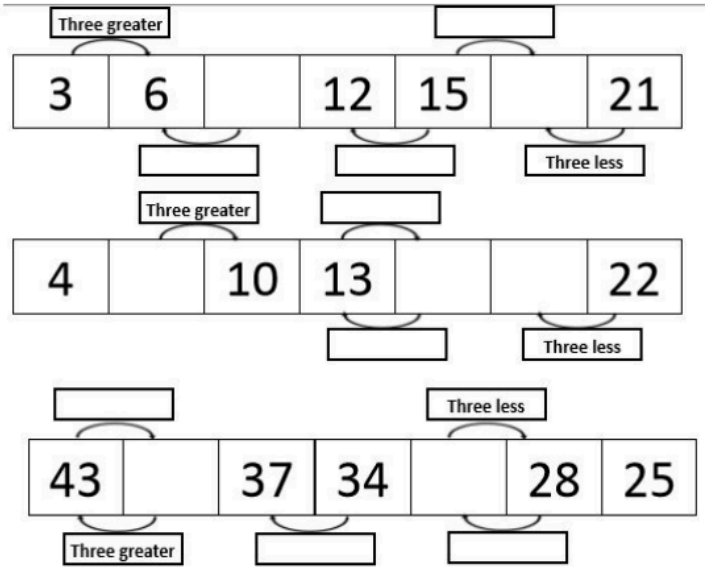 Three greater
3 6 12 15 21
Three less
Three greater
4 10 13 22
Three less
Three less
43 37 34 28 25
Three greater